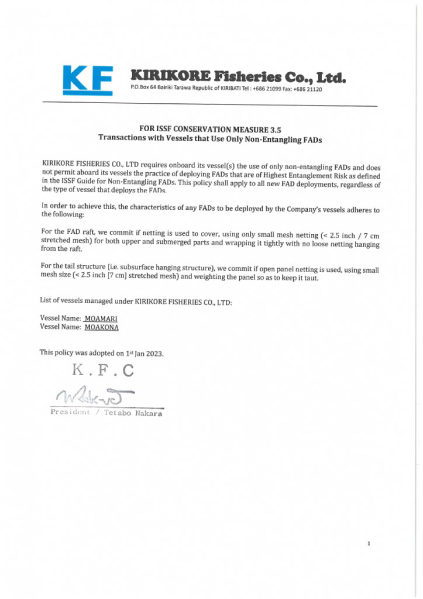 KF
KIRIKORE Fisheries Co., Ltd.
P.O.Box 64 Bairiki Tarawa Republic of KIRIBATI Tel : +686 21099 Fax: +686 21120
FOR ISSF CONSERVATION MEASURE 3.5
Transactions with Vessels that Use Only Non-Entangling FADs
KIRIKORE FISHERIES CO., LTD requires onboard its vessel(s) the use of only non-entangling FADs and does
not permit aboard its vessels the practice of deploying FADs that are of Highest Entanglement Risk as defined
in the ISSF Guide for Non-Entangling FADs. This policy shall apply to all new FAD deployments, regardless of
the type of vessel that deploys the FADs.
In order to achieve this, the characteristics of any FADs to be deployed by the Company's vessels adheres to
the following:
For the FAD raft, we commit if netting is used to cover, using only small mesh netting (< 2.5 inch / 7 cm
stretched mesh) for both upper and submerged parts and wrapping it tightly with no loose netting hanging
from the raft.
For the tail structure (i.e. subsurface hanging structure), we commit if open panel netting is used, using small
mesh size (< 2.5 inch [7 cm] stretched mesh) and weighting the panel so as to keep it taut.
List of vessels managed under KIRIKORE FISHERIES CO., LTD:
Vessel Name: MOAMARI
Vessel Name: MOAKONA
This policy was adopted on 1st Jan 2023.
K . F . C
President / Tetabo Nakara
1